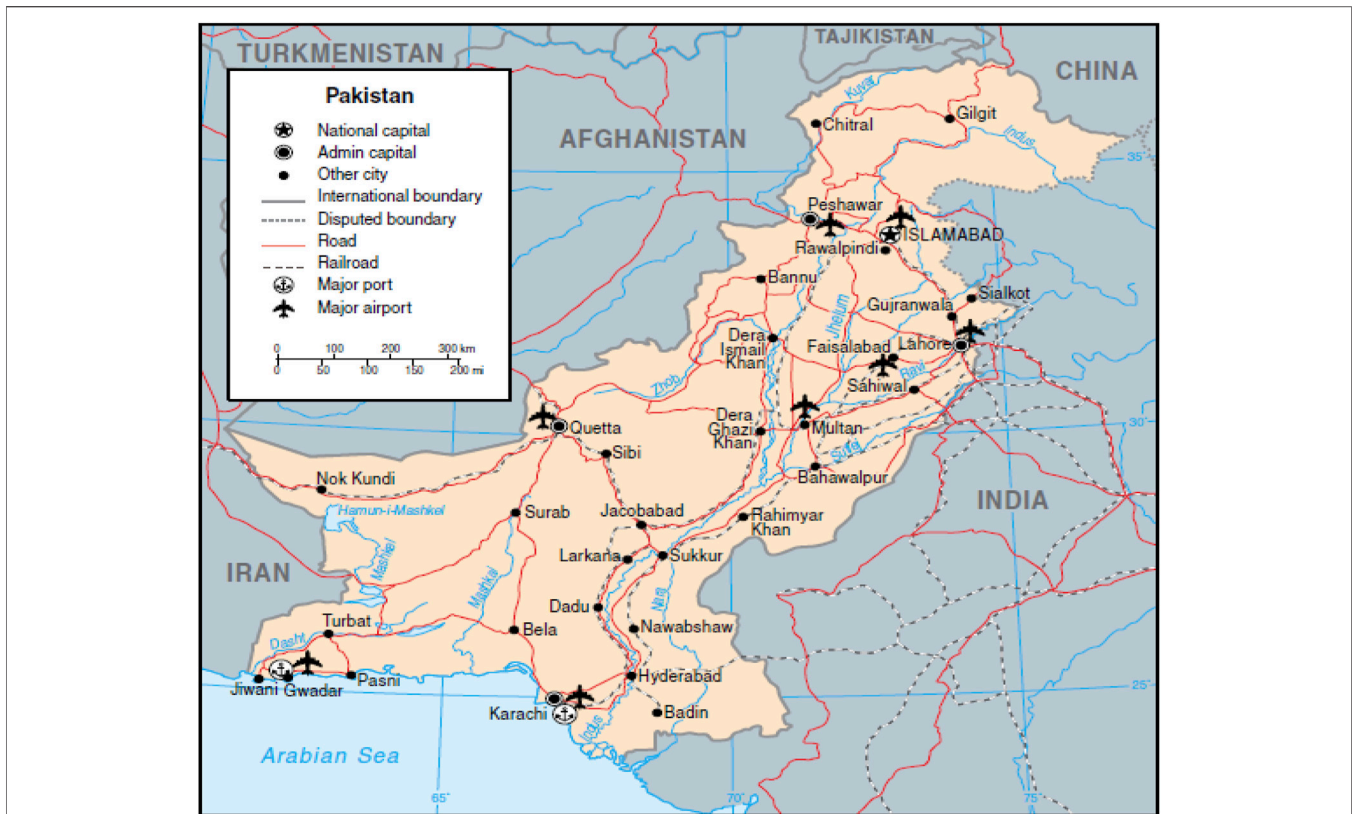 TURKMENISTAN
TAJIKISTAN
CHINA
AFGHANISTAN
Pakistan
National capital
Admin capital
Other city
International boundary
Disputed boundary
Road
Railroad
Major port
Major airport
0 100 200 300 km
0 50 100 150 200 mi
Kuvar
Chitral
Gilgit
Indus
35°
Peshawar
ISLAMABAD
Rawalpindi
Bannu
Jhelum
Gujranwala
Sialkot
Dera
Ismail
Khan
Faisalabad
Lahore
Ravi
Zhob
Sáhiwal
Dera
Ghazi
Khan
Multan
30°
Quetta
Sutlej
Sibi
Bahawalpur
Nok Kundi
INDIA
Hamun-i-Mashkel
Surab
Jacobabad
Rahimyar
Khan
Mashkal
Larkana
Sukkur
IRAN
Mashkal
Nara
Dadu
Turbat
Bela
Nawabshaw
Dasht
Jiwani
Gwadar
Pasni
Hyderabad
25°
Karachi
Badin
Indus
Arabian Sea
65°
70°
75°